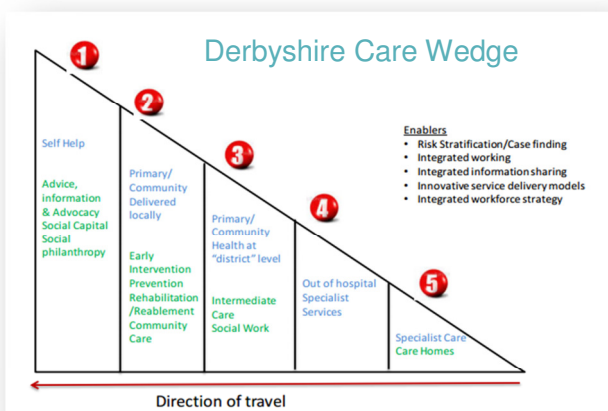 Derbyshire Care Wedge
1
2
3
4
5
Enablers
• Risk Stratification/Case finding
• Integrated working
• Integrated information sharing
• Innovative service delivery models
• Integrated workforce strategy
Self Help
Advice,
information
& Advocacy
Social Capital
Social
philanthropy
Primary/
Community
Delivered
locally
Early
Intervention
Prevention
Rehabilitation
/Reablement
Community
Care
Primary/
Community
Health at
"district" level
Intermediate
Care
Social Work
Out of hospital
Specialist
Services
Specialist Care
Care Homes
Direction of travel